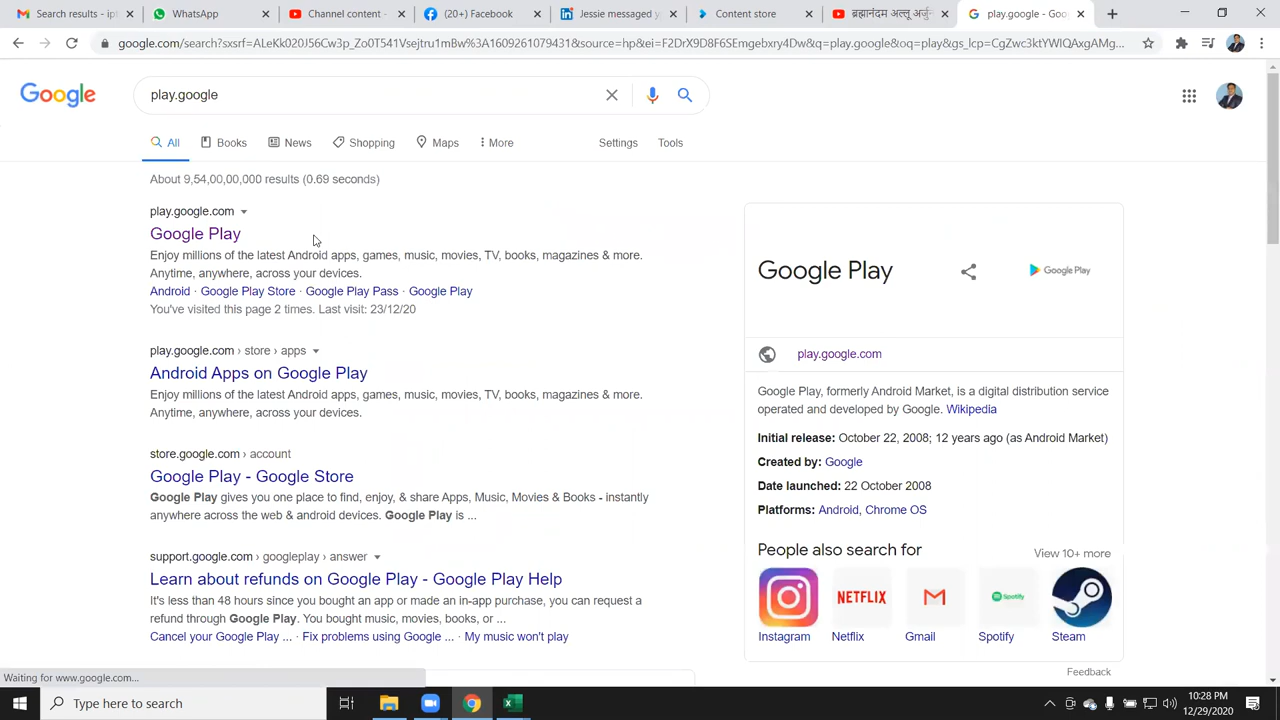 Search results - ipt
WhatsApp
Channel content -
(20+) Facebook
Jessie messaged y
Content store
ब्रह्मानंदम अल्लू अर्जु
play.google - Goo
google.com/search?sxsrf=ALeKk020J56Cw3p_Zo0T541Vsejtru1mBw%3A1609261079431&source=hp&ei=F2DrX9D8F6SEmgebxry4Dw&q=play.google&oq=play&gs_lcp=CgZwc3ktYWIQAxgAMg...
Google
play.google
All
Books
News
Shopping
Maps
More
Settings
Tools
About 9,54,00,00,000 results (0.69 seconds)
play.google.com
Google Play
Enjoy millions of the latest Android apps, games, music, movies, TV, books, magazines & more.
Anytime, anywhere, across your devices.
Android · Google Play Store · Google Play Pass · Google Play
You've visited this page 2 times. Last visit: 23/12/20
play.google.com › store › apps
Android Apps on Google Play
Enjoy millions of the latest Android apps, games, music, movies, TV, books, magazines & more.
Anytime, anywhere, across your devices.
store.google.com › account
Google Play - Google Store
Google Play gives you one place to find, enjoy, & share Apps, Music, Movies & Books - instantly
anywhere across the web & android devices. Google Play is ...
support.google.com › googleplay › answer
Learn about refunds on Google Play - Google Play Help
It's less than 48 hours since you bought an app or made an in-app purchase, you can request a
refund through Google Play. You bought music, movies, books, or ...
Cancel your Google Play ... · Fix problems using Google ... · My music won't play
Google Play
Google Play
play.google.com
Google Play, formerly Android Market, is a digital distribution service
operated and developed by Google. Wikipedia
Initial release: October 22, 2008; 12 years ago (as Android Market)
Created by: Google
Date launched: 22 October 2008
Platforms: Android, Chrome OS
People also search for
View 10+ more
NETFLIX
Spotify
Instagram
Netflix
Gmail
Spotify
Steam
Feedback
Waiting for www.google.com...
Type here to search
10:28 PM
12/29/2020